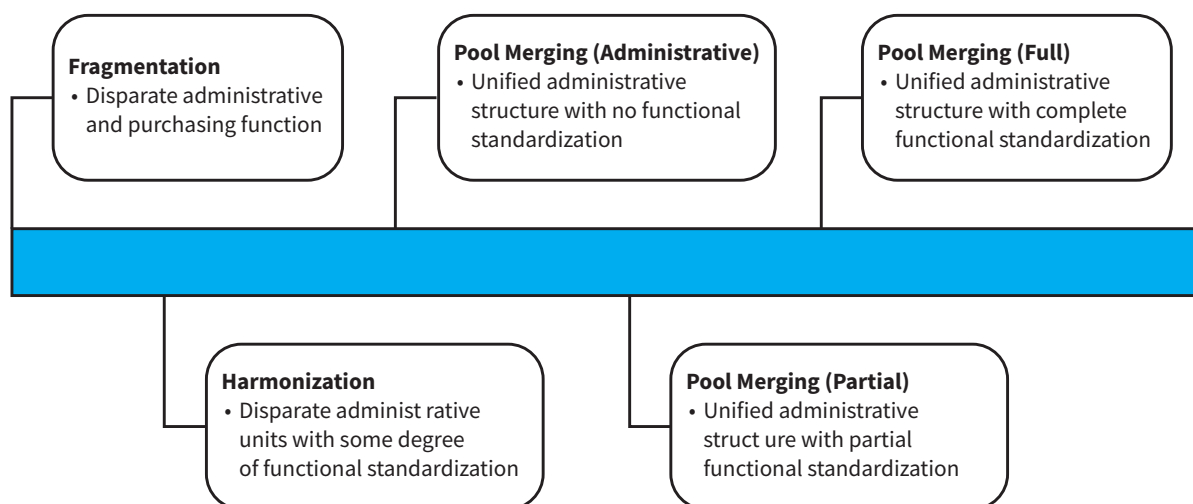 Fragmentation
• Disparate administrative
and purchasing function
Pool Merging (Administrative)
• Unified administrative
structure with no functional
standardization
Pool Merging (Full)
• Unified administrative
structure with complete
functional standardization
Harmonization
• Disparate administ rative
units with some degree
of functional standardization
Pool Merging (Partial)
• Unified administrative
struct ure with partial
functional standardization